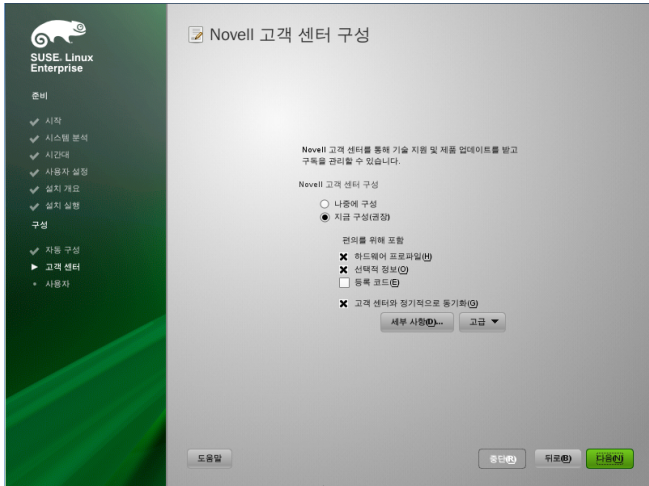 SUSE. Linux
Enterprise
준비
시작
시스템 분석
시간대
사용자 설정
설치 개요
설치 실행
구성
자동 구성
고객 센터
사용자
Novell 고객 센터 구성
Novell 고객 센터를 통해 기술 지원 및 제품 업데이트를 받고
구독을 관리할 수 있습니다.
Novell 고객 센터 구성
나중에 구성
지금 구성(권장)
편의를 위해 포함
하드웨어 프로파일(H)
선택적 정보(O)
등록 코드(E)
고객 센터와 정기적으로 동기화(G)
세부 사항(D)... 고급
도움말 중단(R) 뒤로(B) 다음(N)